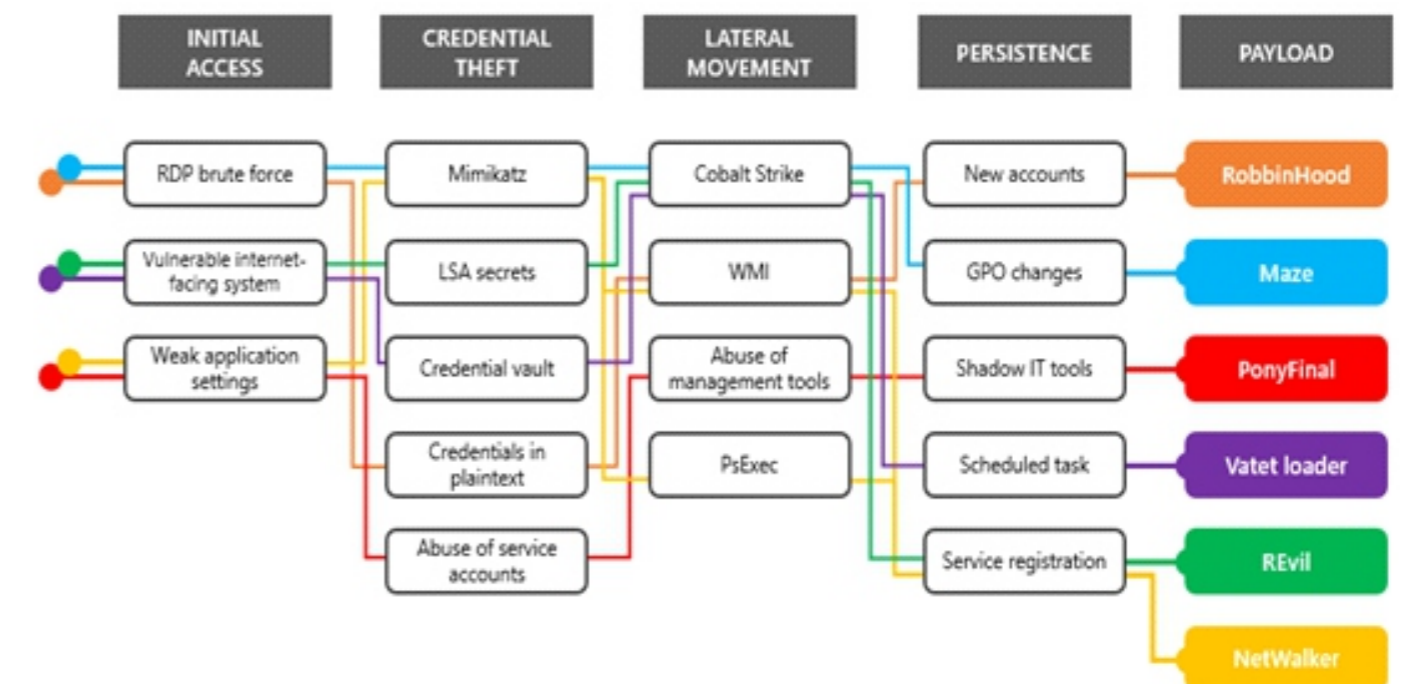 INITIAL
ACCESS
CREDENTIAL
THEFT
LATERAL
MOVEMENT
PERSISTENCE
PAYLOAD
RDP brute force
Mimikatz
Cobalt Strike
New accounts
RobbinHood
Vulnerable internet-
facing system
LSA secrets
WMI
GPO changes
Maze
Weak application
settings
Credential vault
Abuse of
management tools
Shadow IT tools
PonyFinal
Credentials in
plaintext
PsExec
Scheduled task
Vatet loader
Abuse of service
accounts
Service registration
REvil
NetWalker